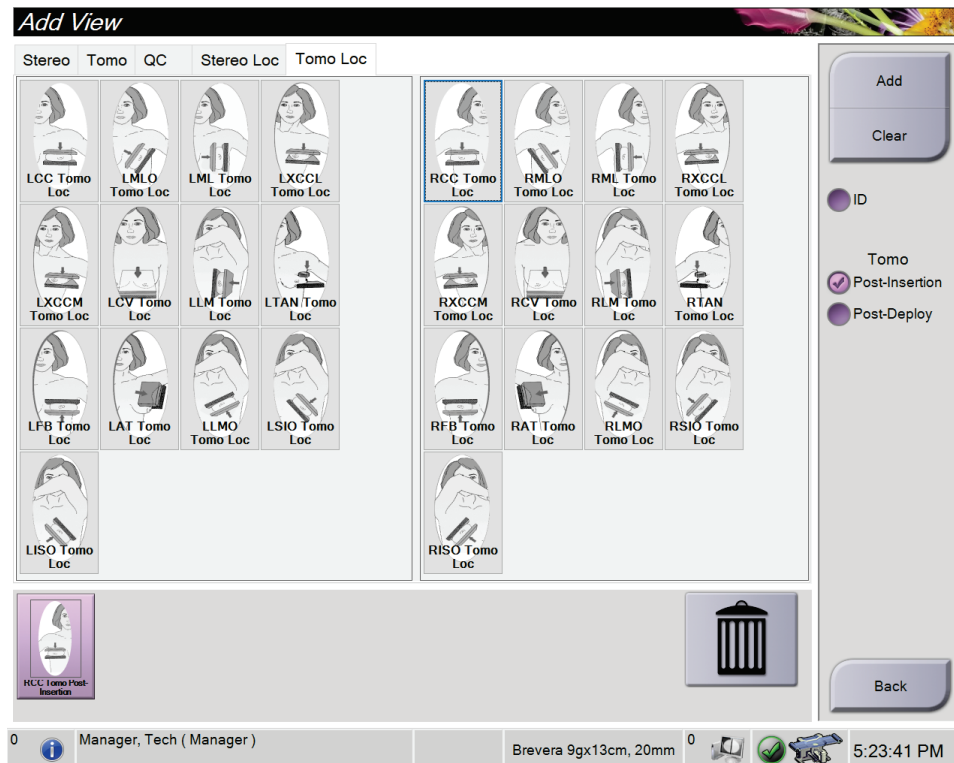 Add View
Stereo Tomo QC Stereo Loc Tomo Loc
LCC Tomo
Loc
LMLO
Tomo Loc
LML Tomo
Loc
LXCCL
Tomo Loc
RCC Tomo
Loc
RMLO
Tomo Loc
RML Tomo
Loc
RXCCL
Tomo Loc
LXCCM
Tomo Loc
LCV Tomo
Loc
LLM Tomo
Loc
LTAN Tomo
Loc
RXCCM
Tomo Loc
RCV Tomo
Loc
RLM Tomo
Loc
RTAN
Tomo Loc
LFB Tomo
Loc
LAT Tomo
Loc
LLMO
Tomo Loc
LSIO Tomo
Loc
RFB Tomo
Loc
RAT Tomo
Loc
RLMO
Tomo Loc
RSIO Tomo
Loc
LISO Tomo
Loc
RISO Tomo
Loc
Add
Clear
ID
Tomo
Post-Insertion
Post-Deploy
RCC Tomo Post-
Insertion
Back
0 Manager, Tech ( Manager ) Brevera 9gx13cm, 20mm 0 5:23:41 PM